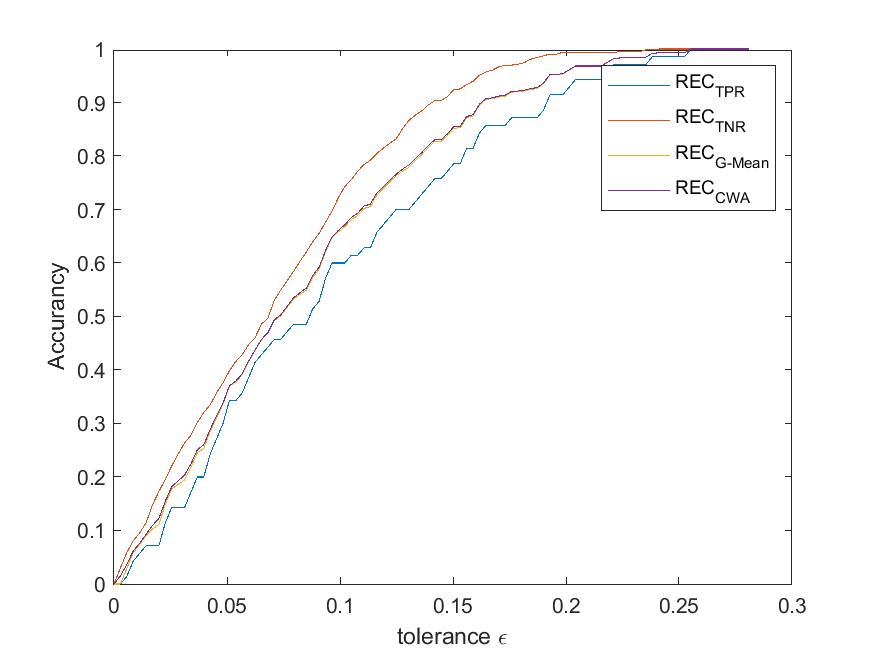 1
0.9
0.8
0.7
0.6
0.5
0.4
0.3
0.2
0.1
0
Accurancy
0 0.05 0.1 0.15 0.2 0.25 0.3
tolerance ϵ
REC_TPR
REC_TNR
REC_G-Mean
REC_CWA